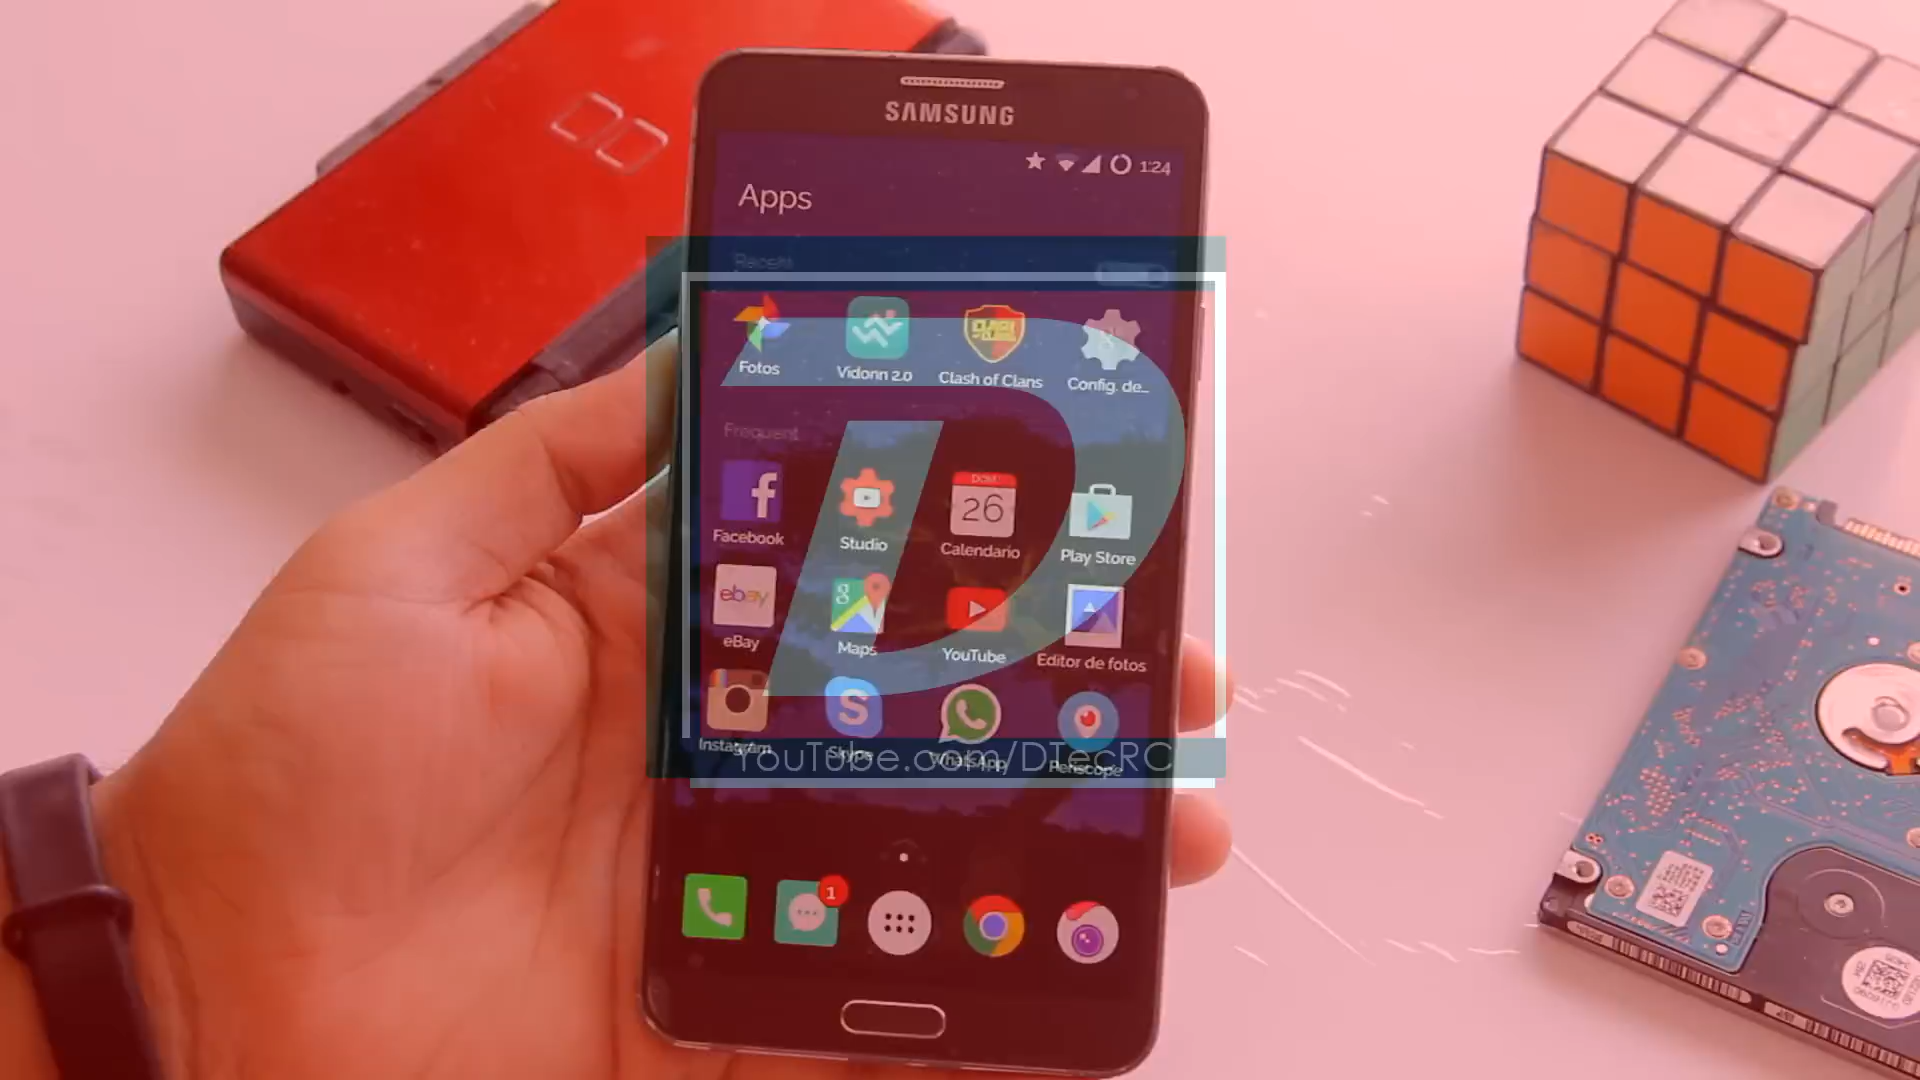 SAMSUNG
1:24
Apps
Recent
Fotos
Vidonn 2.0
Clash of Clans
Config. de...
Frequent
Facebook
Studio
DOM
26
Calendario
Play Store
ebay
eBay
Maps
YouTube
Editor de fotos
Instagram
Skype
WhatsApp
Periscope
YouTube.com/DTecRC
1